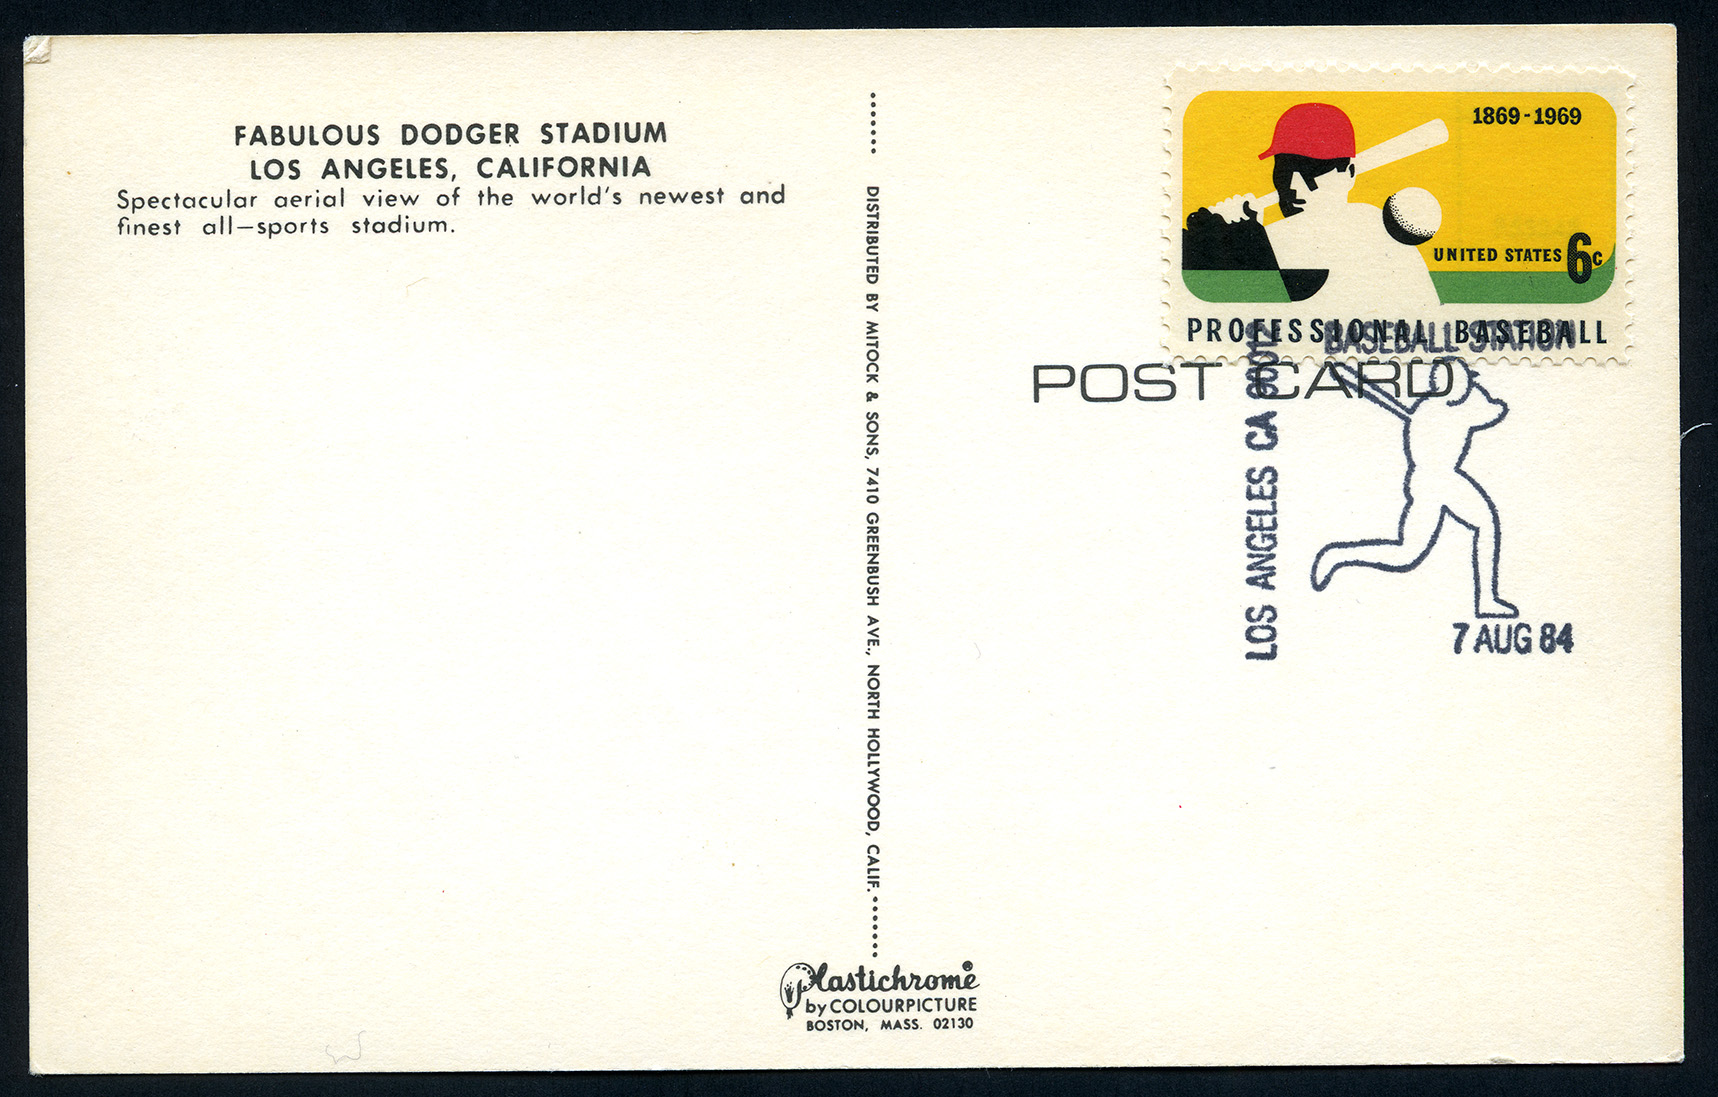 FABULOUS DODGER STADIUM
LOS ANGELES, CALIFORNIA
Spectacular aerial view of the world's newest and
finest all—sports stadium.
DISTRIBUTED BY MITOCK & SONS, 7410 GREENBUSH AVE., NORTH HOLLYWOOD, CALIF.
Plastichrome®
by COLOURPICTURE
BOSTON, MASS. 02130
1869-1969
UNITED STATES 6c
PROFESSIONAL BASEBALL
POST CARD
BASEBALL STATION
LOS ANGELES CA 90012
7 AUG 84